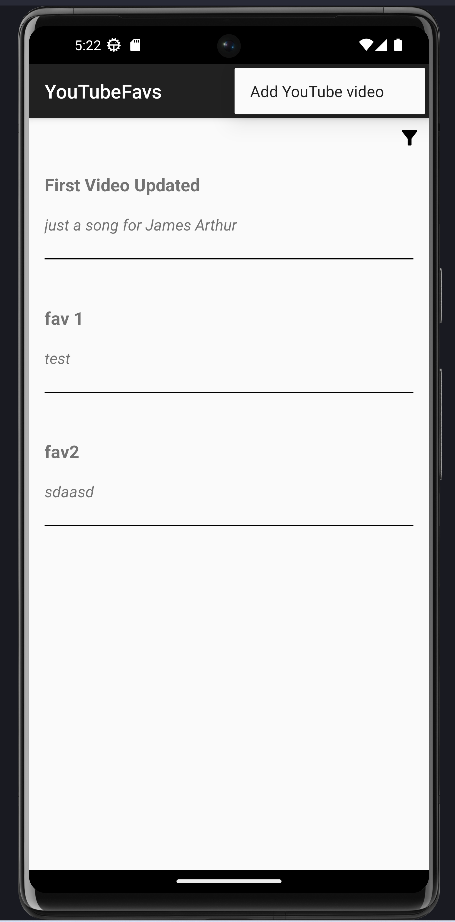 5:22
YouTubeFavs
Add YouTube video
First Video Updated
just a song for James Arthur
fav 1
test
fav2
sdaasd